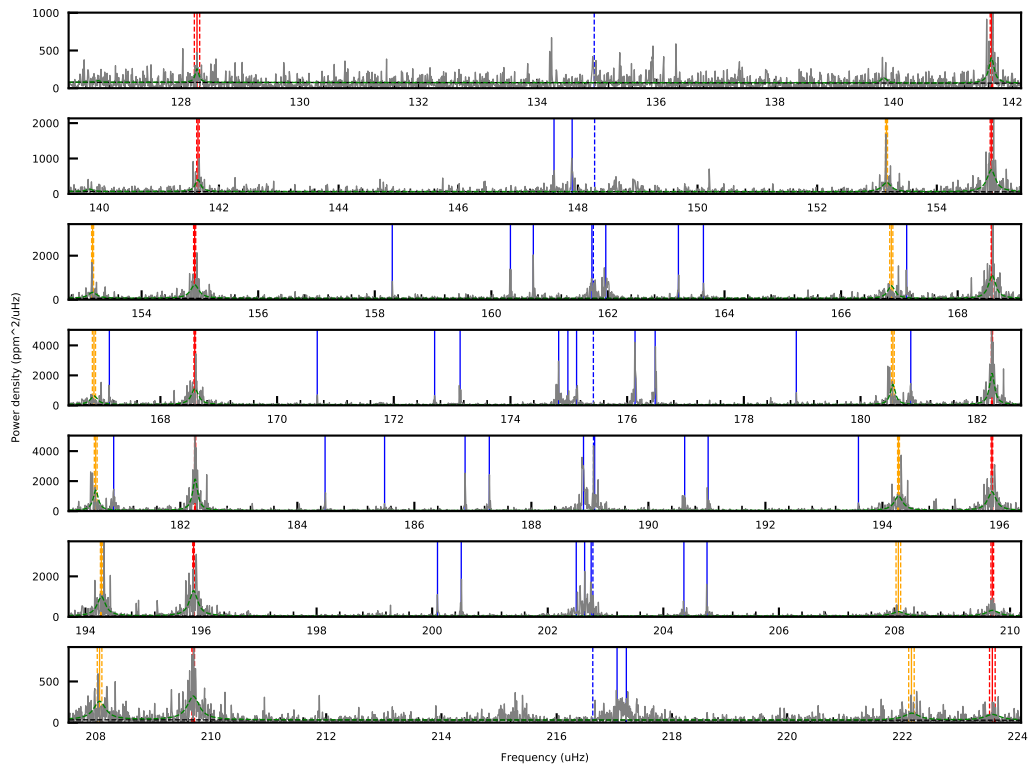 1000
500
0
128 130 132 134 136 138 140 142
2000
1000
0
140 142 144 146 148 150 152 154
2000
0
154 156 158 160 162 164 166 168
4000
2000
0
168 170 172 174 176 178 180 182
4000
2000
0
182 184 186 188 190 192 194 196
2000
0
194 196 198 200 202 204 206 208 210
500
0
208 210 212 214 216 218 220 222 224
Power density (ppm^2/uHz)
Frequency (uHz)